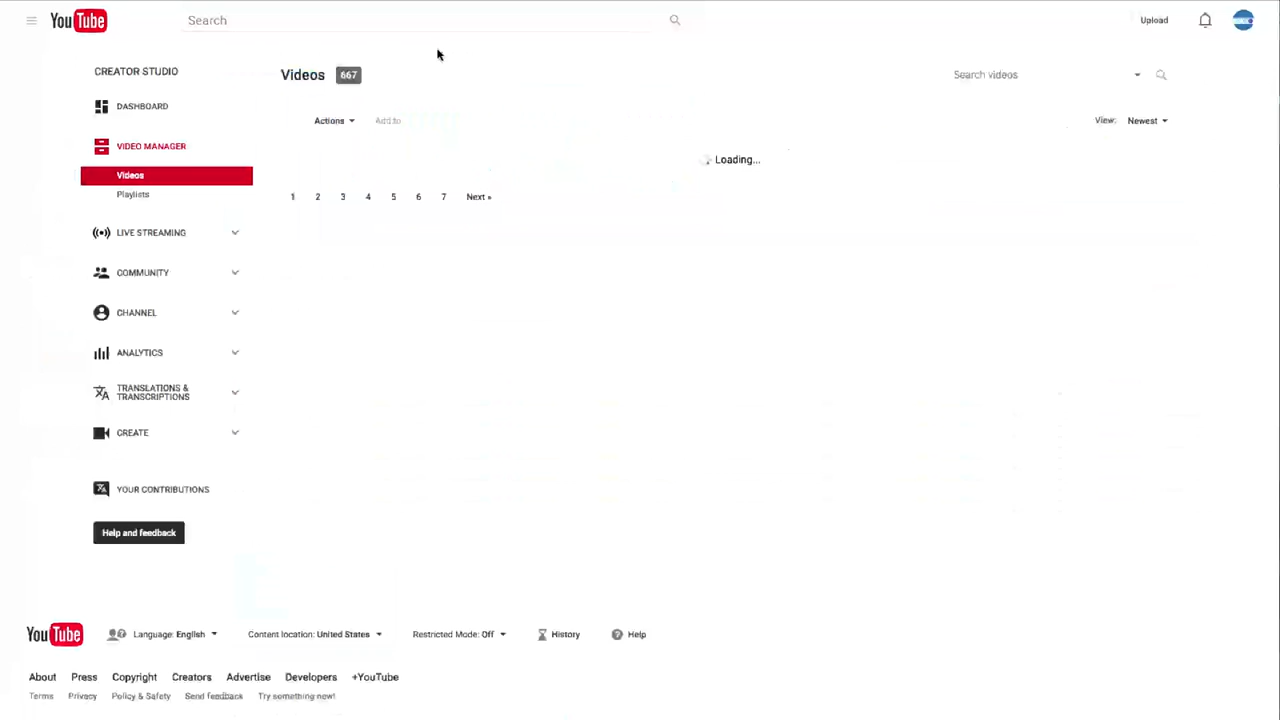 YouTube
Search
Upload
CREATOR STUDIO
Videos 667
Search videos
DASHBOARD
Actions
Add to
View:
Newest
VIDEO MANAGER
Loading...
Videos
Playlists
1 2 3 4 5 6 7 Next »
LIVE STREAMING
COMMUNITY
CHANNEL
ANALYTICS
TRANSLATIONS &
TRANSCRIPTIONS
CREATE
YOUR CONTRIBUTIONS
Help and feedback
YouTube
Language: English
Content location: United States
Restricted Mode: Off
History
Help
About Press Copyright Creators Advertise Developers +YouTube
Terms Privacy Policy & Safety Send feedback Try something new!